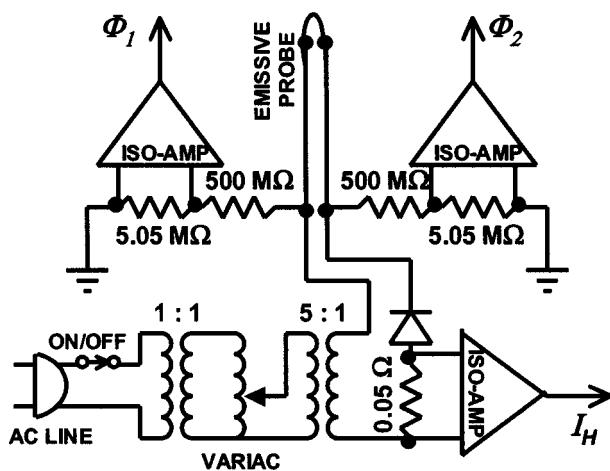 Φ1
Φ2
EMISSIVE
PROBE
ISO-AMP
ISO-AMP
500 MΩ
500 MΩ
5.05 MΩ
5.05 MΩ
1 : 1
5 : 1
ON/OFF
0.05 Ω
ISO-AMP
AC LINE
VARIAC
IH